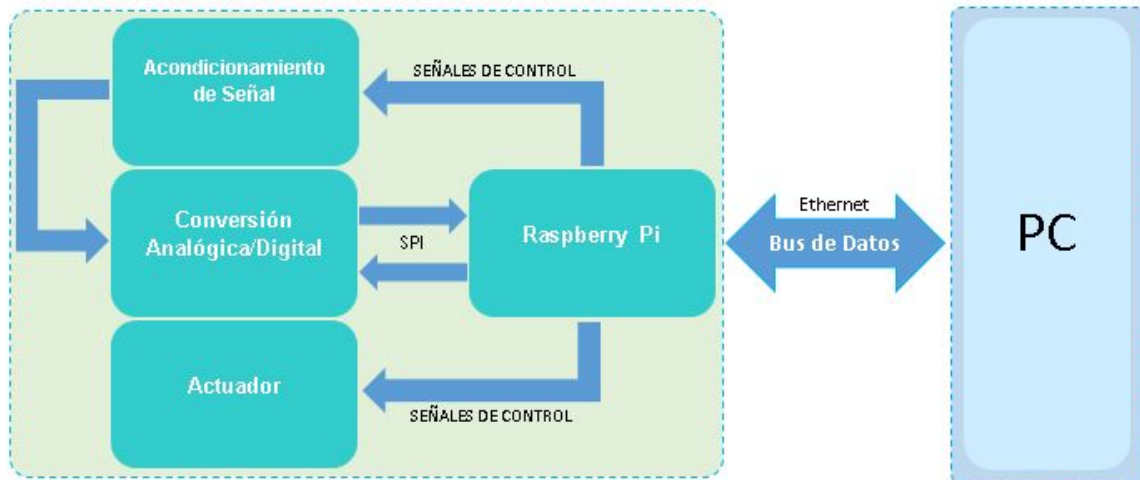 Acondicionamiento
de Señal
SEÑALES DE CONTROL
Conversión
Analógica/Digital
SPI
Raspberry Pi
Ethernet
Bus de Datos
PC
Actuador
SEÑALES DE CONTROL